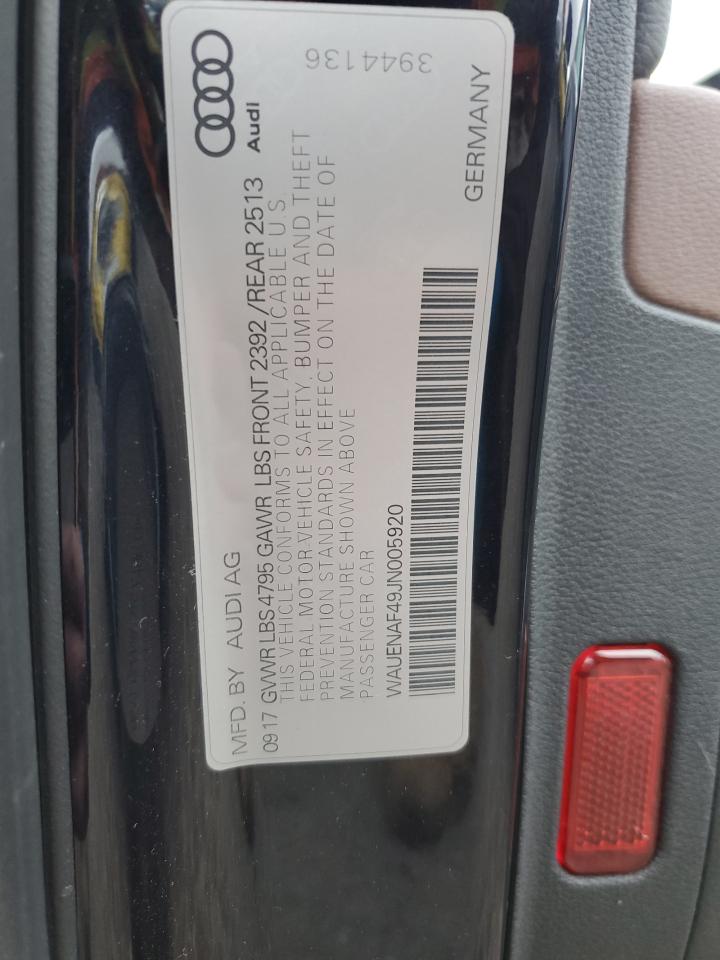 MFD. BY AUDI AG
Audi
09 17 GVWR LBS 4795 GAWR LBS FRONT 2392 /REAR 2513
THIS VEHICLE CONFORMS TO ALL APPLICABLE U.S.
FEDERAL MOTOR-VEHICLE SAFETY, BUMPER AND THEFT
PREVENTION STANDARDS IN EFFECT ON THE DATE OF
MANUFACTURE SHOWN ABOVE
PASSENGER CAR
3944136
WAUENAF49JN005920
GERMANY